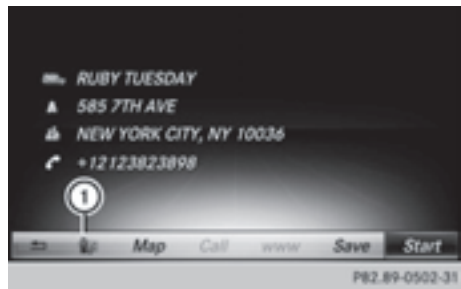 RUBY TUESDAY
585 7TH AVE
NEW YORK CITY, NY 10036
+12123823898
1
Map Call www Save Start
P82.89-0502-31